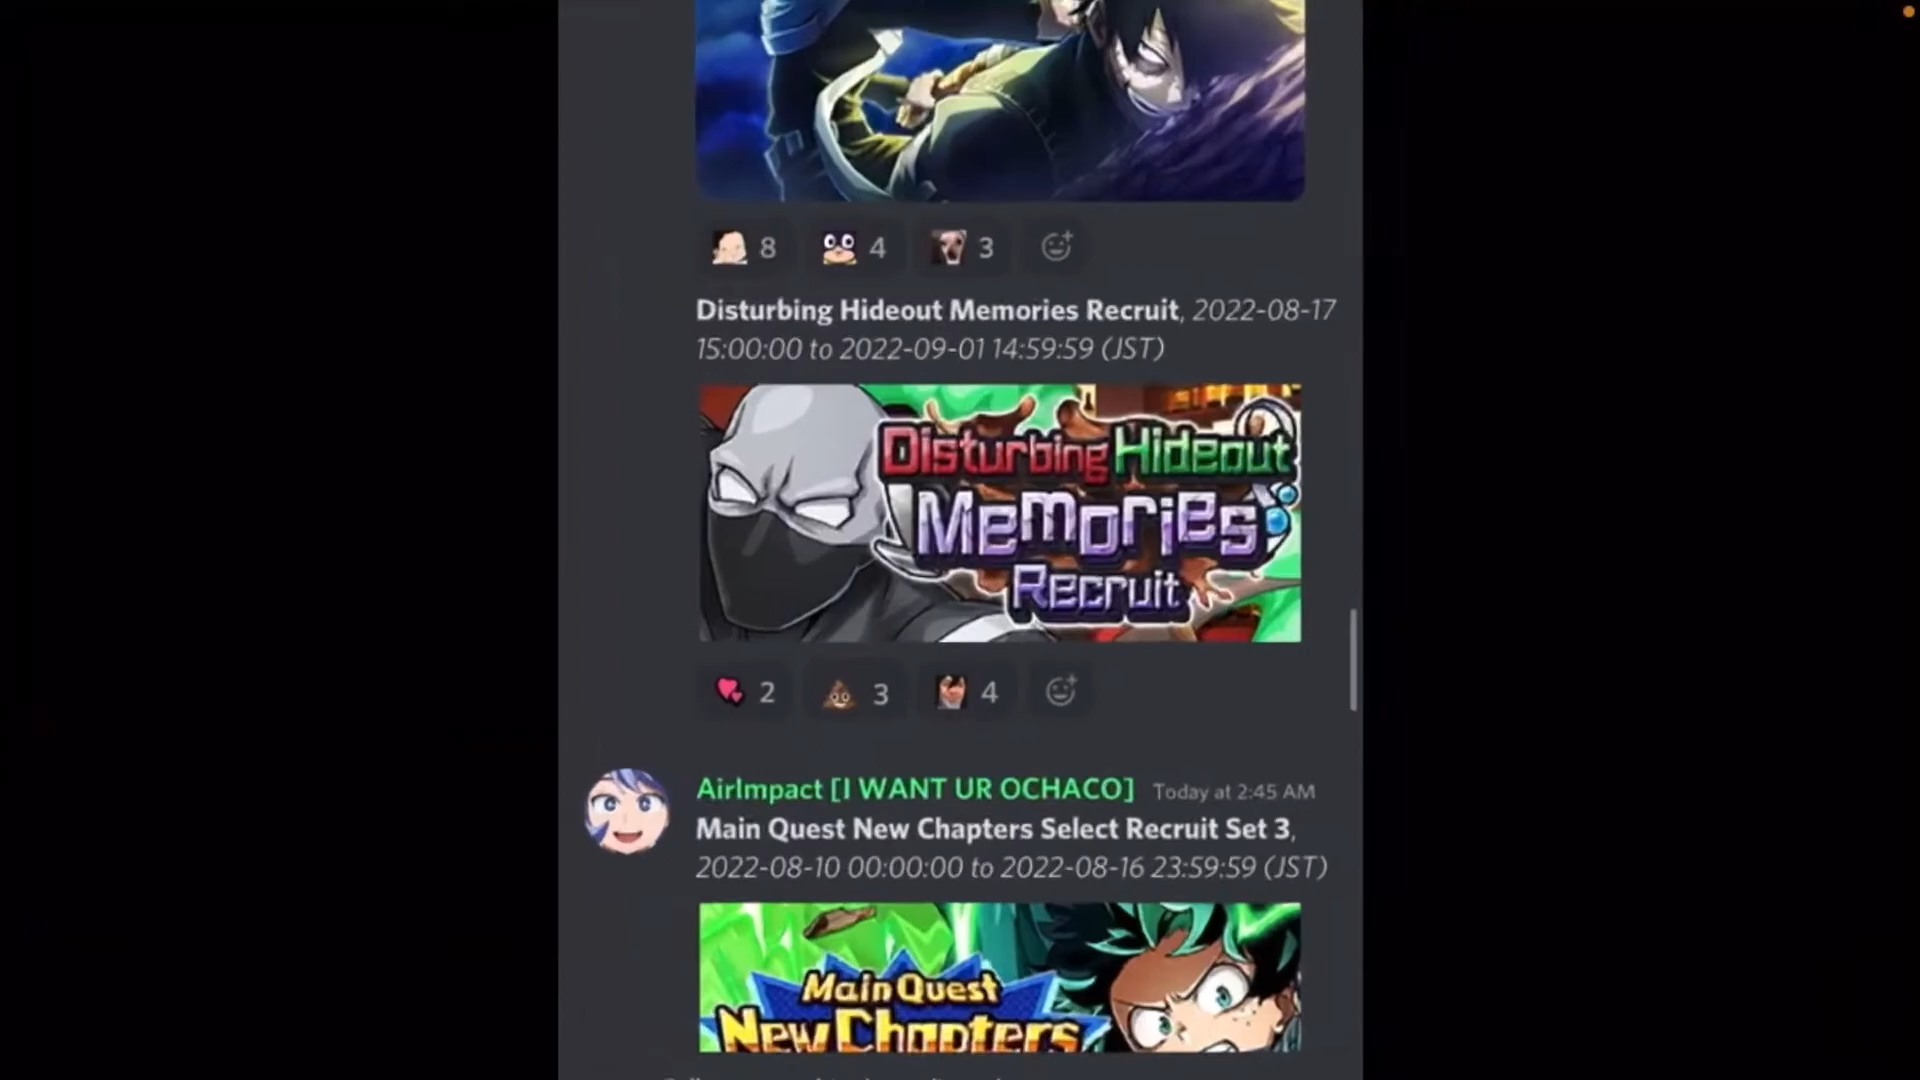 8 4 3
Disturbing Hideout Memories Recruit, 2022-08-17
15:00:00 to 2022-09-01 14:59:59 (JST)
Disturbing Hideout
Memories
Recruit
2 3 4
AirImpact [I WANT UR OCHACO] Today at 2:45 AM
Main Quest New Chapters Select Recruit Set 3,
2022-08-10 00:00:00 to 2022-08-16 23:59:59 (JST)
Main Quest
New Chapters